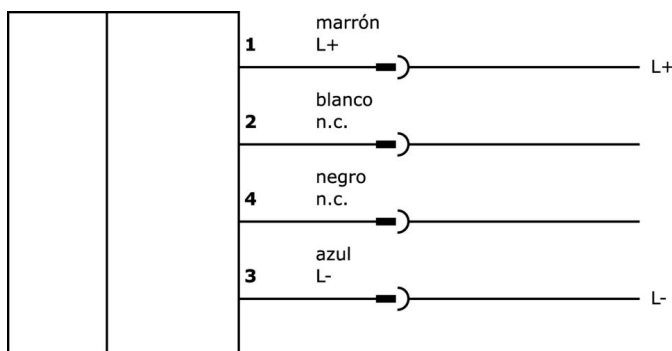 marrón
1 L+
L+
blanco
2 n.c.
negro
4 n.c.
azul
3 L-
L-